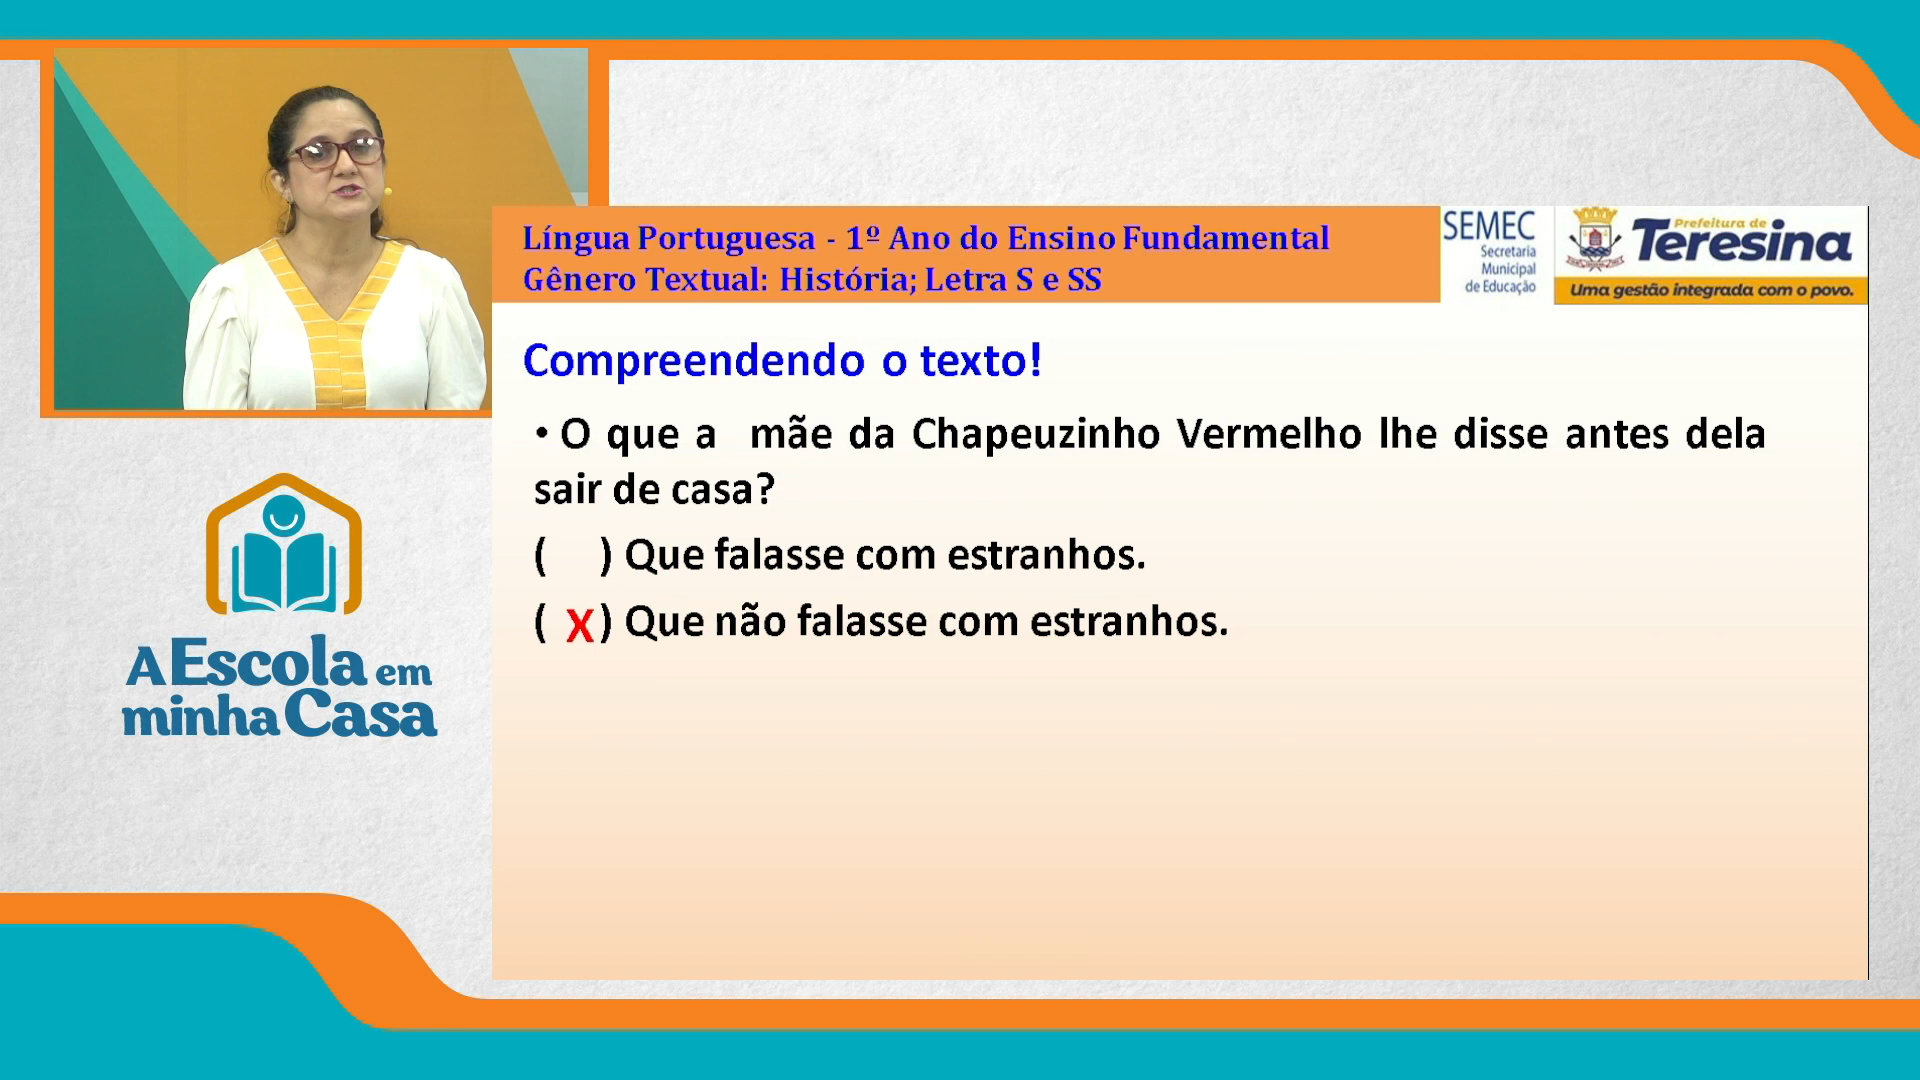 Língua Portuguesa - 1º Ano do Ensino Fundamental
Gênero Textual: História; Letra S e SS
SEMEC
Secretaria
Municipal
de Educação
Prefeitura de
Teresina
Uma gestão integrada com o povo.
Compreendendo o texto!
• O que a mãe da Chapeuzinho Vermelho lhe disse antes dela
sair de casa?
( ) Que falasse com estranhos.
( X ) Que não falasse com estranhos.
A Escola em
minha Casa